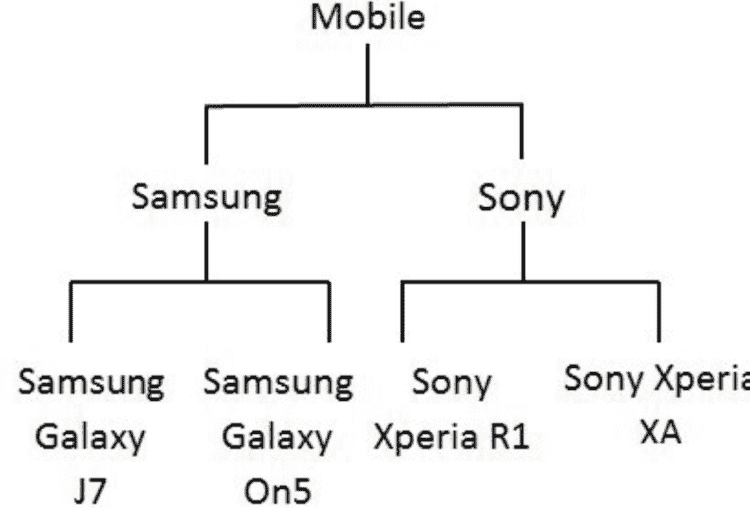 Mobile
Samsung
Sony
Samsung
Galaxy
J7
Samsung
Galaxy
On5
Sony
Xperia R1
Sony Xperia
XA